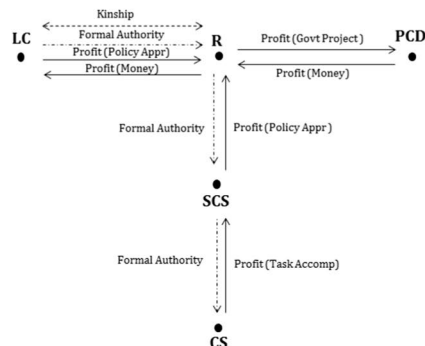 Kinship
LC
Formal Authority
R
Profit (Govt Project )
PCD
Profit (Policy Appr)
Profit (Money)
Profit (Money)
Formal Authority
Profit (Policy Appr)
SCS
Formal Authority
Profit (Task Accomp)
CS